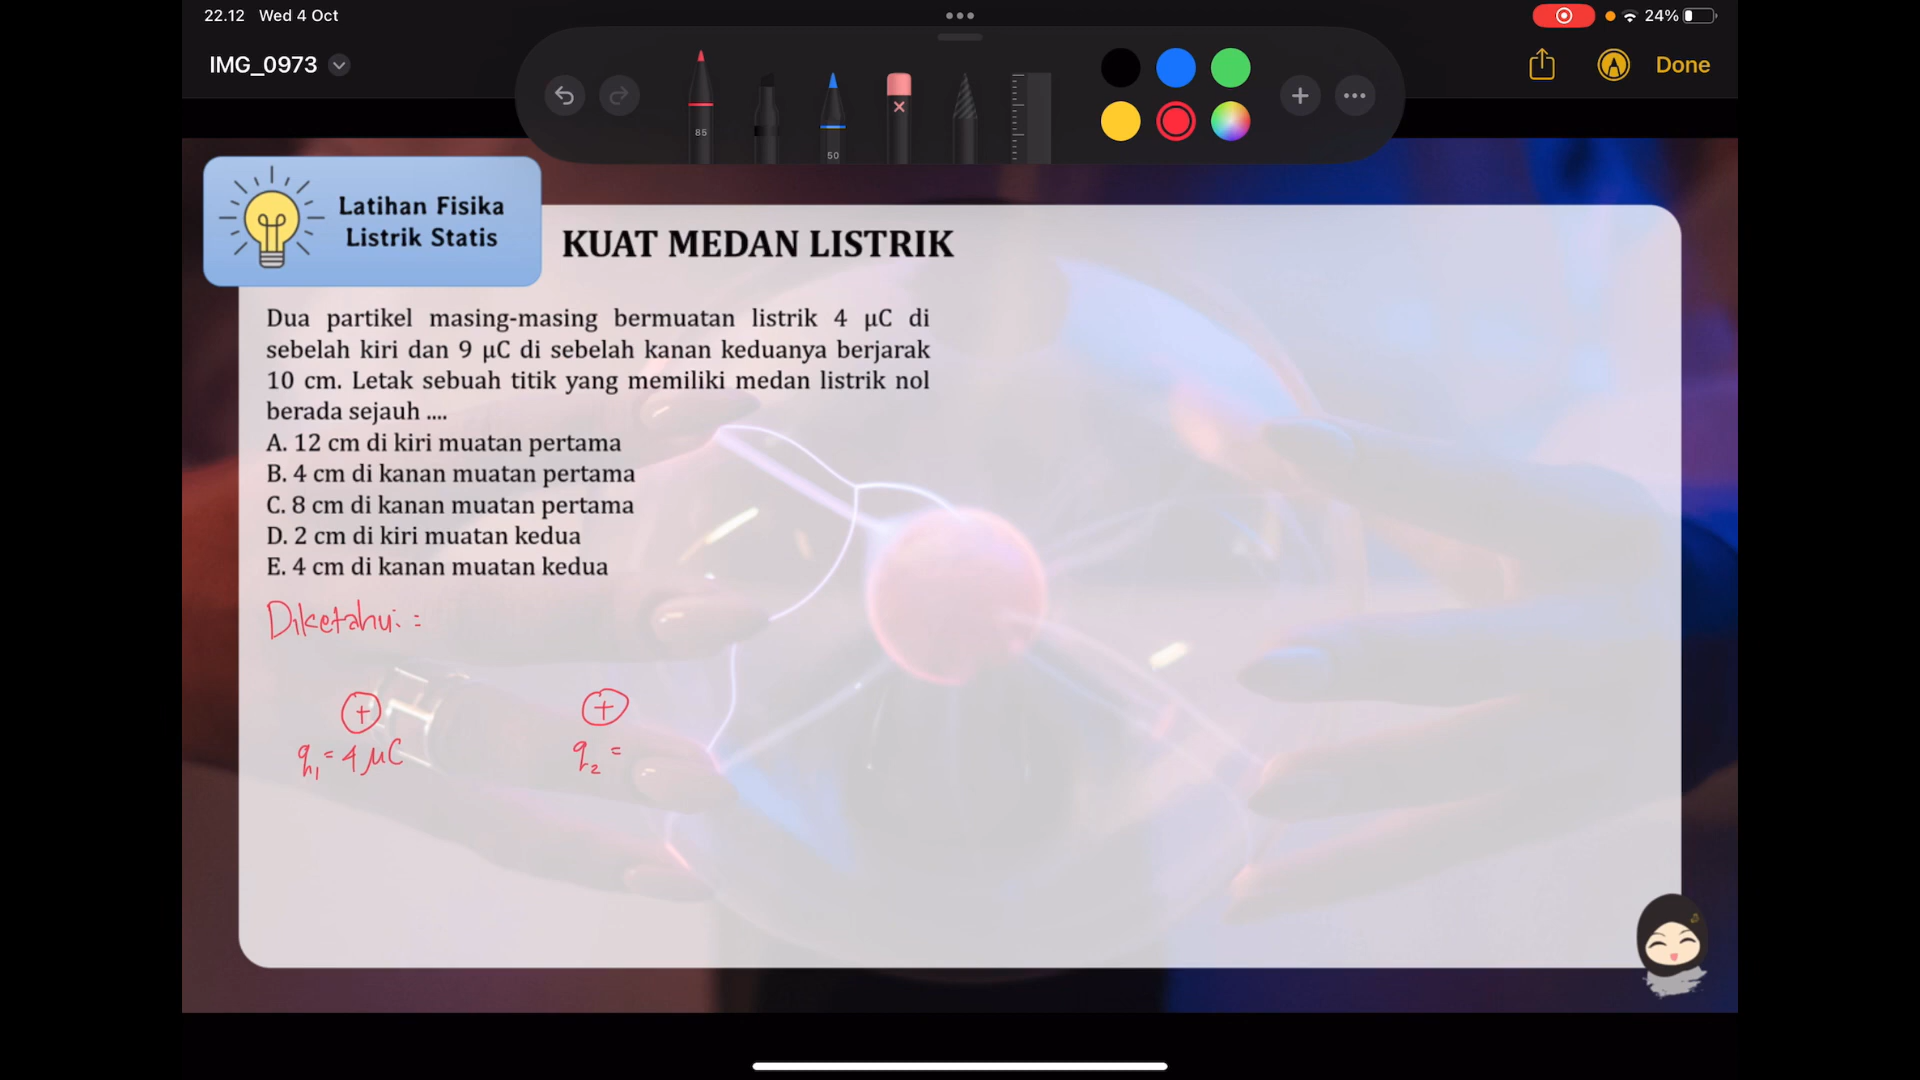 22.12 Wed 4 Oct
24%
IMG_0973
Done
85
50
Latihan Fisika
Listrik Statis
KUAT MEDAN LISTRIK
Dua partikel masing-masing bermuatan listrik 4 μC di
sebelah kiri dan 9 μC di sebelah kanan keduanya berjarak
10 cm. Letak sebuah titik yang memiliki medan listrik nol
berada sejauh ....
A. 12 cm di kiri muatan pertama
B. 4 cm di kanan muatan pertama
C. 8 cm di kanan muatan pertama
D. 2 cm di kiri muatan kedua
E. 4 cm di kanan muatan kedua
Diketahui :
+ +
q₁ = 4 μC q₂ =